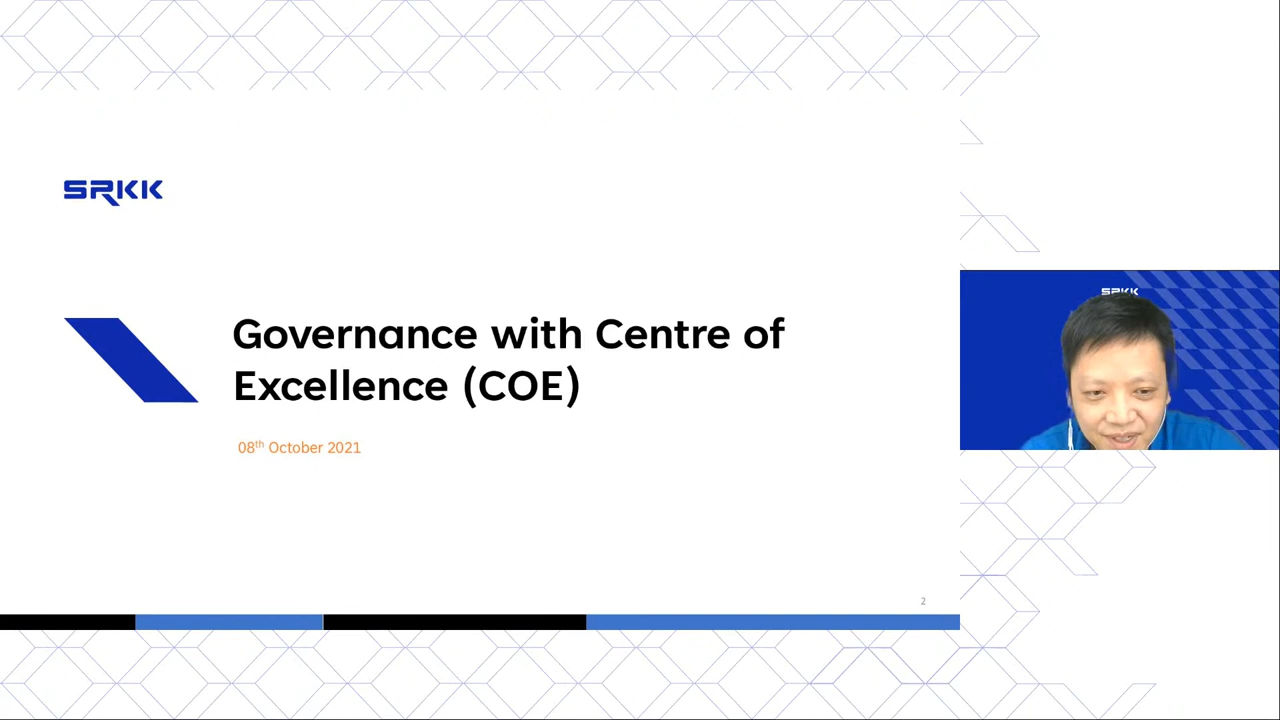 SRKK
Governance with Centre of
Excellence (COE)
08th October 2021
2
SRKK